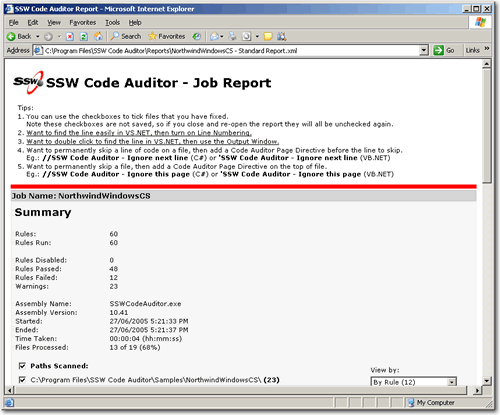 SSW Code Auditor Report - Microsoft Internet Explorer
File Edit View Favorites Tools Help
Back Search Favorites
Address C:\Program Files\SSW Code Auditor\Reports\NorthwindWindowsCS - Standard Report.xml Go Links »
SSW SSW Code Auditor - Job Report
Tips:
1. You can use the checkboxes to tick files that you have fixed.
Note these checkboxes are not saved, so if you close and re-open the report they will all be unchecked again.
2. Want to find the line easily in VS.NET, then turn on Line Numbering.
3. Want to double click to find the line in VS.NET, then use the Output Window.
4. Want to permanently skip a line of code on a file, then add a Code Auditor Page Directive before the line to skip.
Eg.: //SSW Code Auditor - Ignore next line (C#) or 'SSW Code Auditor - Ignore next line (VB.NET)
5. Want to permanently skip a file, then add a Code Auditor Page Directive on the top of file.
Eg.: //SSW Code Auditor - Ignore this page (C#) or 'SSW Code Auditor - Ignore this page (VB.NET)
Job Name: NorthwindWindowsCS
Summary
Rules: 60
Rules Run: 60
Rules Disabled: 0
Rules Passed: 48
Rules Failed: 12
Warnings: 23
Assembly Name: SSWCodeAuditor.exe
Assembly Version: 10.41
Started: 27/06/2005 5:21:33 PM
Ended: 27/06/2005 5:21:37 PM
Time Taken: 00:00:04 (hh:mm:ss)
Files Processed: 13 of 19 (68%)
Paths Scanned:
View by:
C:\Program Files\SSW Code Auditor\Samples\NorthwindWindowsCS\ (23)
By Rule (12)
My Computer